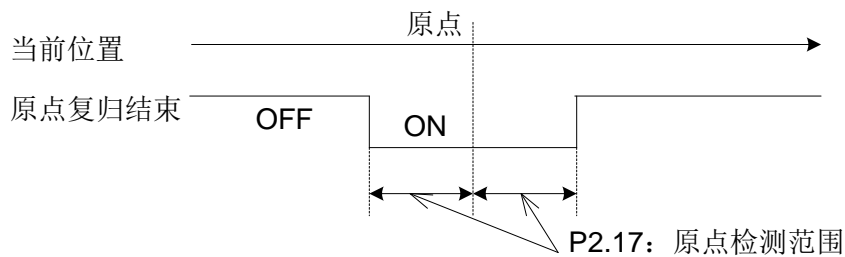 原点
当前位置
原点复归结束
OFF
ON
P2.17：原点检测范围